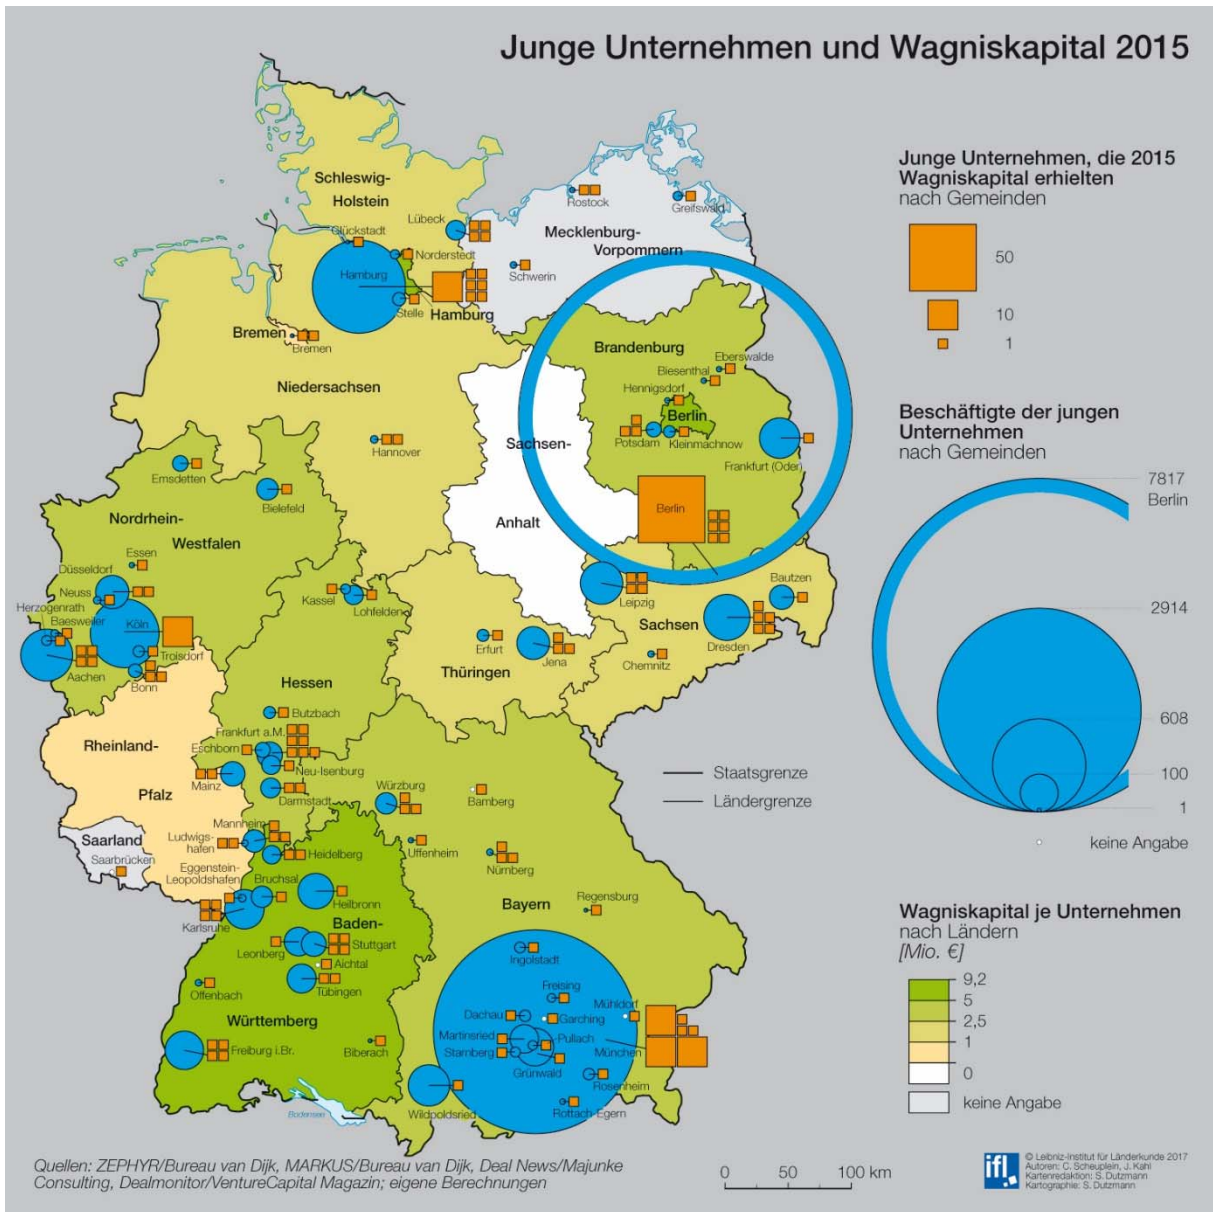 Junge Unternehmen und Wagniskapital 2015
Junge Unternehmen, die 2015
Wagniskapital erhielten
nach Gemeinden
50
10
1
Beschäftigte der jungen
Unternehmen
nach Gemeinden
7817
Berlin
2914
608
100
1
keine Angabe
Wagniskapital je Unternehmen
nach Ländern
[Mio. €]
9,2
5
2,5
1
0
keine Angabe
Staatsgrenze
Ländergrenze
Schleswig-
Holstein
Glückstadt
Lübeck
Norderstedt
Hamburg
Stelle
Hamburg
Rostock
Greifswald
Mecklenburg-
Vorpommern
Schwerin
Bremen
Bremen
Niedersachsen
Hannover
Brandenburg
Eberswalde
Biesenthal
Hennigsdorf
Berlin
Potsdam
Kleinmachnow
Frankfurt (Oder)
Berlin
Sachsen-
Anhalt
Emsdetten
Bielefeld
Nordrhein-
Westfalen
Essen
Düsseldorf
Neuss
Herzogenrath
Baesweiler
Köln
Troisdorf
Aachen
Bonn
Kassel
Lohfelden
Leipzig
Bautzen
Sachsen
Dresden
Chemnitz
Erfurt
Jena
Thüringen
Hessen
Butzbach
Frankfurt a.M.
Eschborn
Neu-Isenburg
Mainz
Darmstadt
Rheinland-
Pfalz
Saarland
Saarbrücken
Mannheim
Ludwigs-
hafen
Heidelberg
Eggenstein-
Leopoldshafen
Bruchsal
Heilbronn
Karlsruhe
Baden-
Leonberg
Stuttgart
Aichtal
Tübingen
Offenbach
Württemberg
Freiburg i.Br.
Biberach
Bodensee
Würzburg
Bamberg
Uffenheim
Nürnberg
Regensburg
Bayern
Ingolstadt
Freising
Mühldorf
Dachau
Garching
Martinsried
Pullach
Starnberg
München
Grünwald
Rosenheim
Wildpoldsried
Rottach-Egern
Quellen: ZEPHYR/Bureau van Dijk, MARKUS/Bureau van Dijk, Deal News/Majunke
Consulting, Dealmonitor/VentureCapital Magazin; eigene Berechnungen
0 50 100 km
ifl
© Leibniz-Institut für Länderkunde 2017
Autoren: C. Scheuplein, J. Kahl
Kartenredaktion: S. Dutzmann
Kartographie: S. Dutzmann